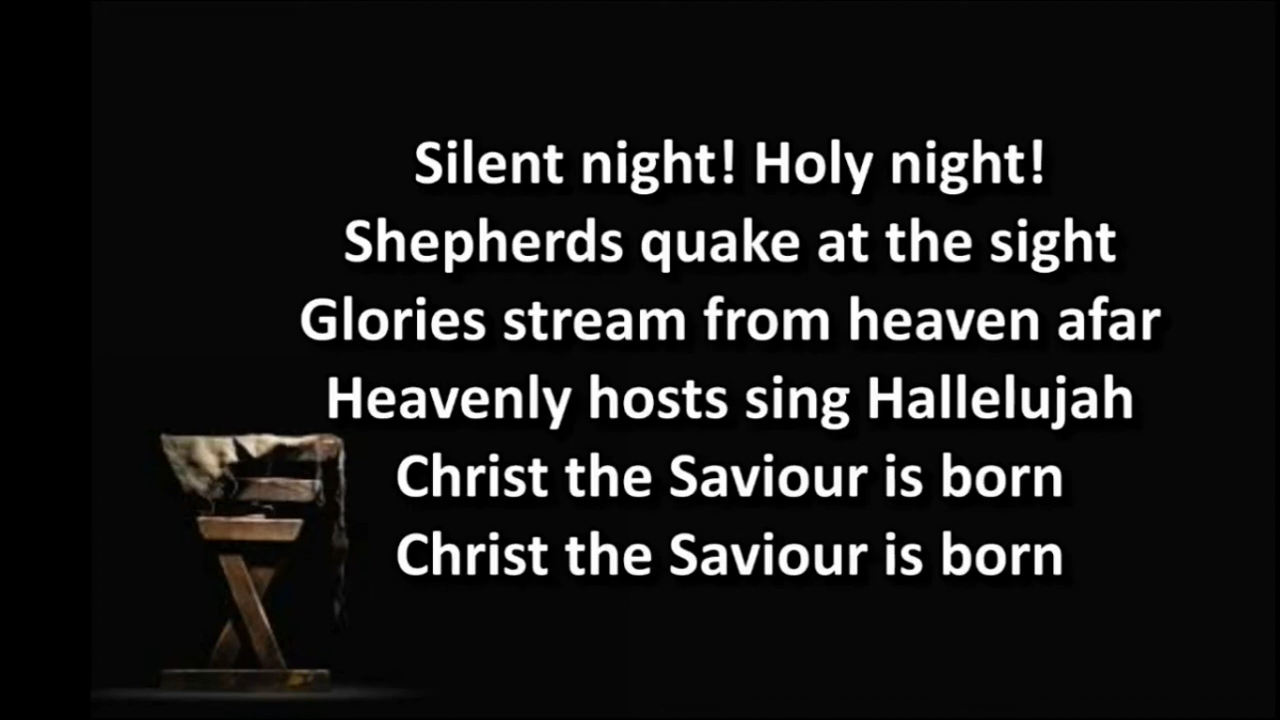 Silent night! Holy night!
Shepherds quake at the sight
Glories stream from heaven afar
Heavenly hosts sing Hallelujah
Christ the Saviour is born
Christ the Saviour is born